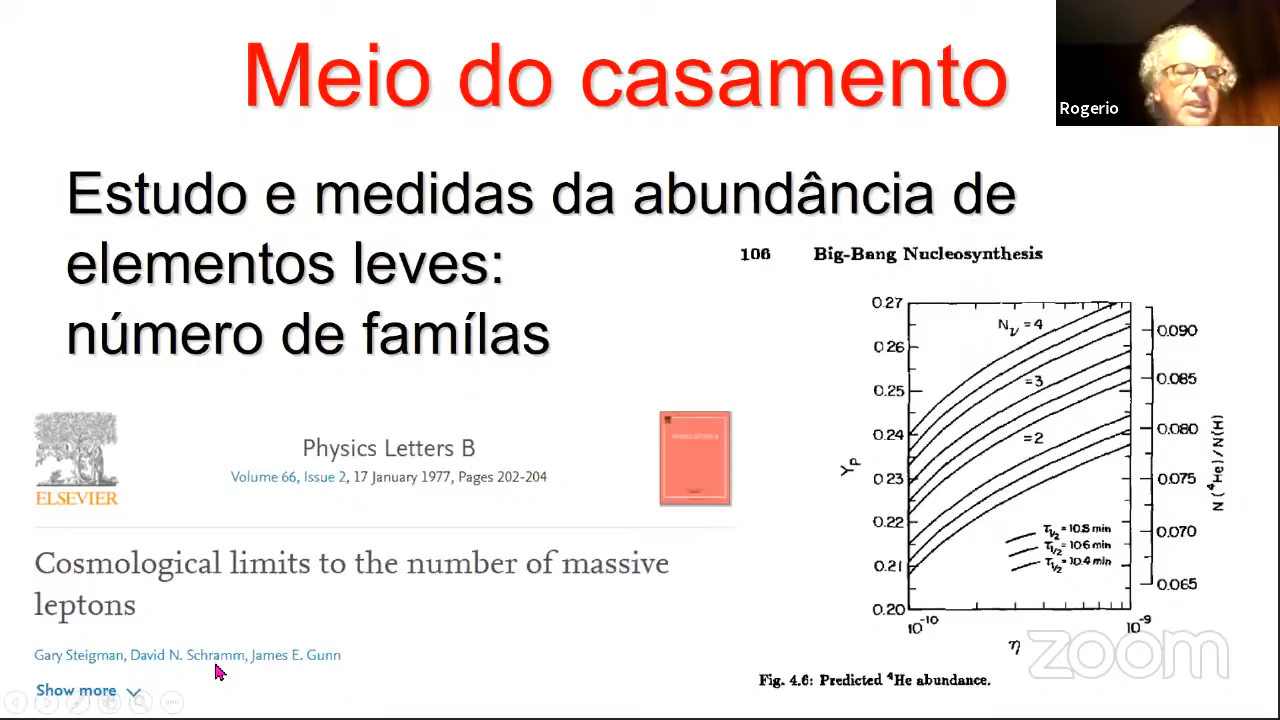 Meio do casamento
Rogerio
Estudo e medidas da abundância de
elementos leves:
número de famílas
106 Big-Bang Nucleosynthesis
ELSEVIER
Physics Letters B
Volume 66, Issue 2, 17 January 1977, Pages 202-204
Cosmological limits to the number of massive
leptons
Gary Steigman, David N. Schramm, James E. Gunn
Show more
0.27
0.26
0.25
0.24
0.23
0.22
0.21
0.20
Yp
Nν = 4
= 3
= 2
τ1/2 = 10.8 min
τ1/2 = 10.6 min
τ1/2 = 10.4 min
0.090
0.085
0.080
0.075
0.070
0.065
N(⁴He)/N(H)
10⁻¹⁰
10⁻⁹
η
Fig. 4.6: Predicted ⁴He abundance.
zoom